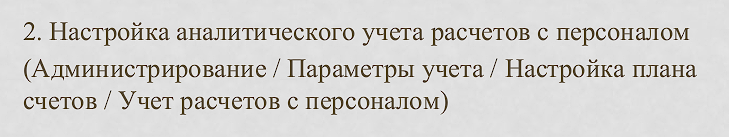 2. Настройка аналитического учета расчетов с персоналом
(Администрирование / Параметры учета / Настройка плана
счетов / Учет расчетов с персоналом)